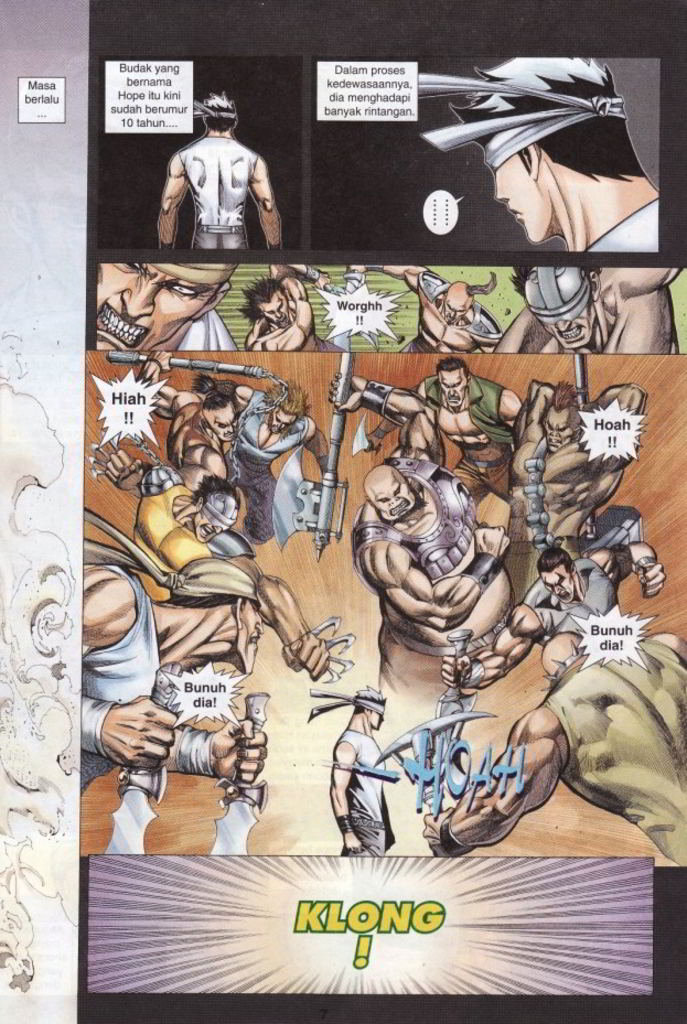 Masa
berlalu
...
Budak yang
bernama
Hope itu kini
sudah berumur
10 tahun....
Dalam proses
kedewasaannya,
dia menghadapi
banyak rintangan.
Worghh
!!
Hiah
!!
Hoah
!!
Bunuh
dia!
Bunuh
dia!
HOAH
KLONG
!
7